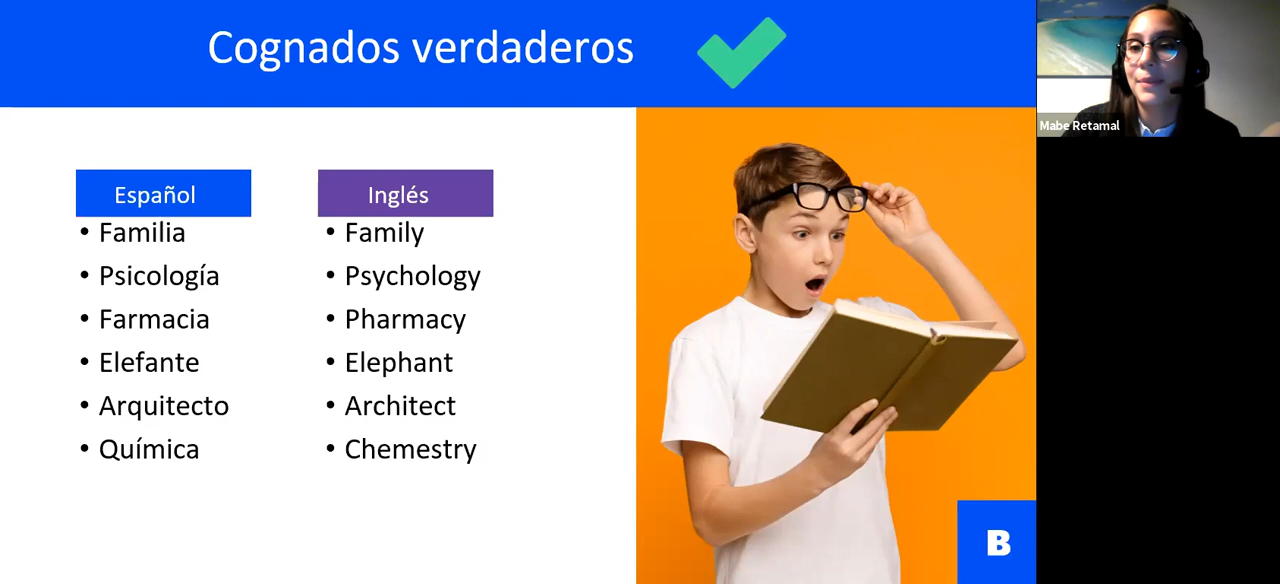 Cognados verdaderos
Mabe Retamal
Español
Inglés
• Familia
• Psicología
• Farmacia
• Elefante
• Arquitecto
• Química
• Family
• Psychology
• Pharmacy
• Elephant
• Architect
• Chemestry
B